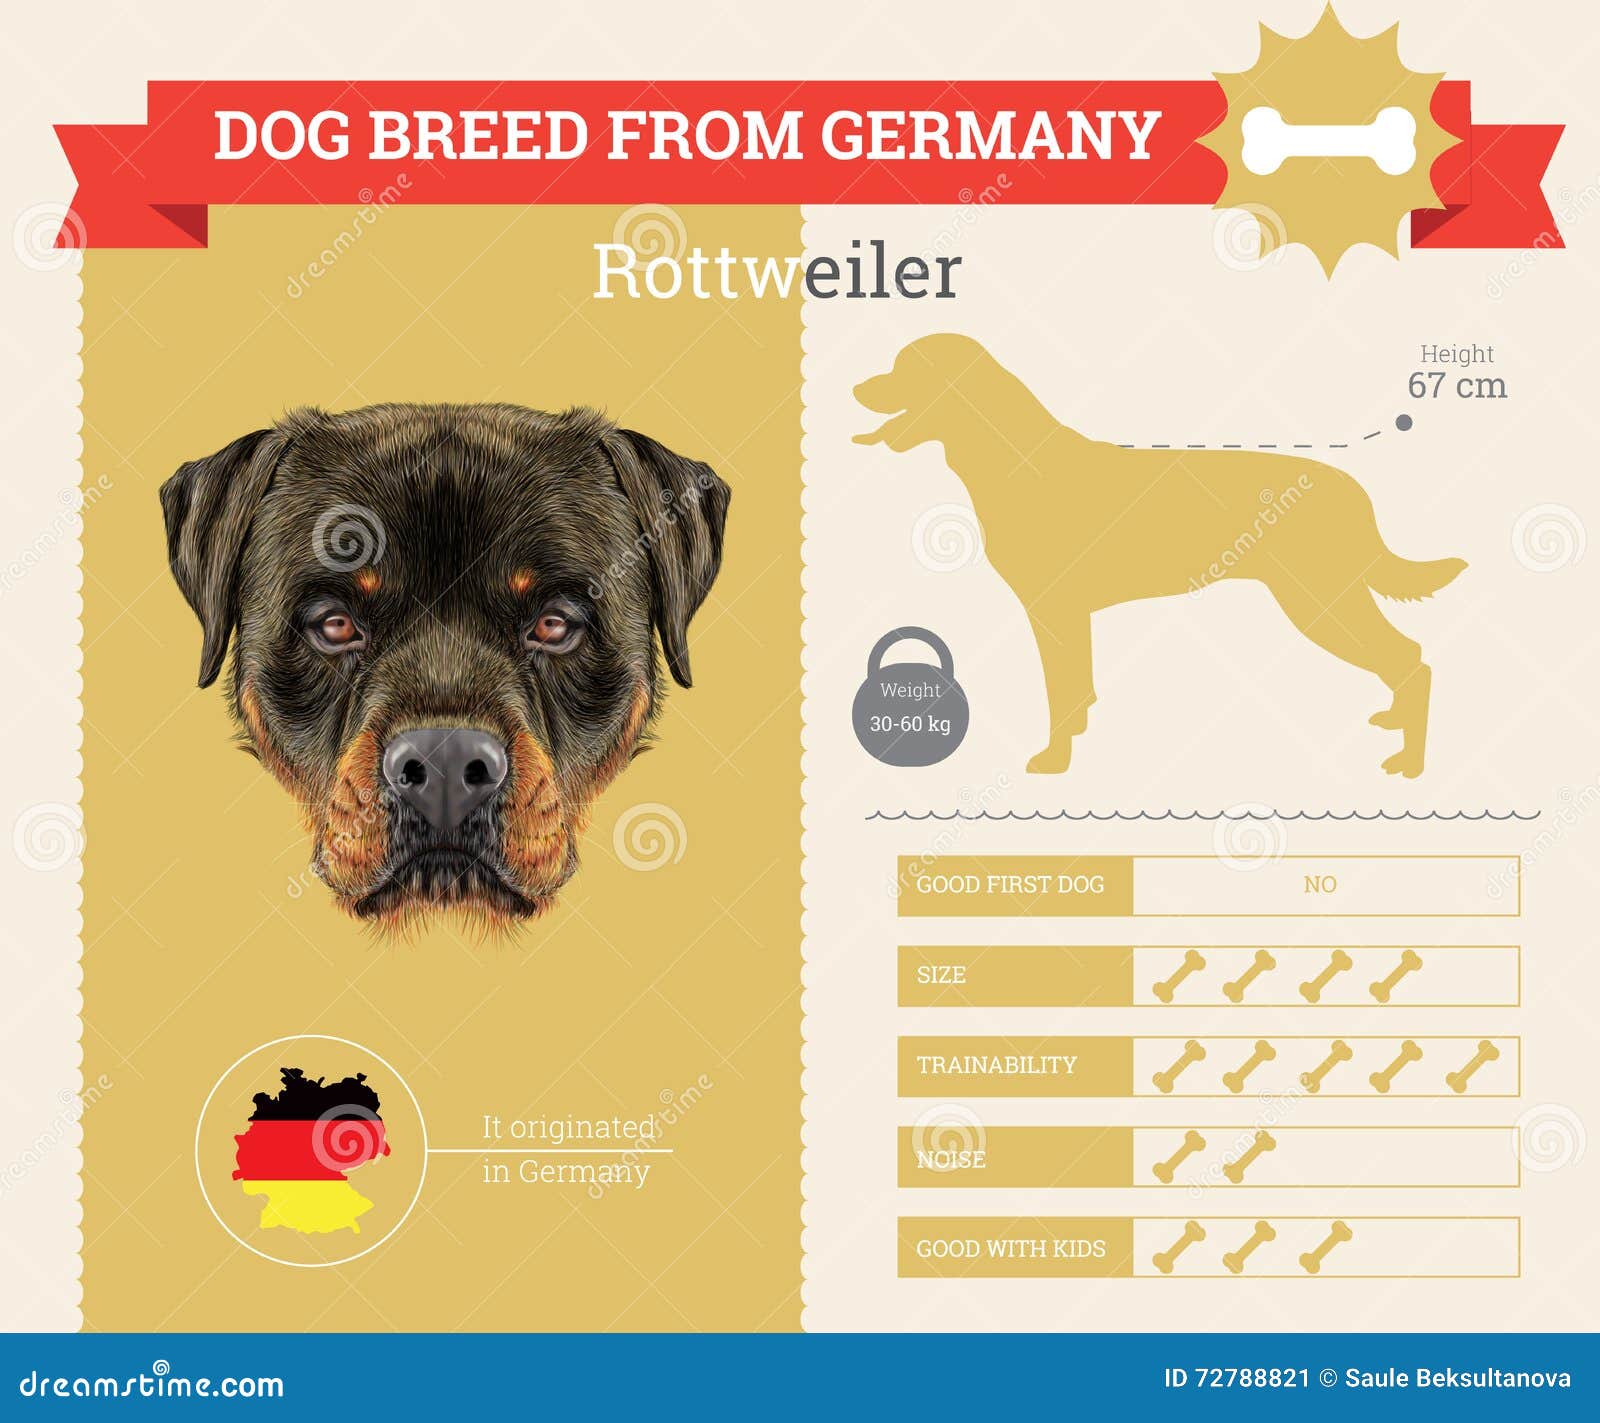 DOG BREED FROM GERMANY
Rottweiler
Height
67 cm
Weight
30-60 kg
GOOD FIRST DOG NO
SIZE
TRAINABILITY
NOISE
GOOD WITH KIDS
It originated
in Germany
dreamstime.com
ID 72788821 © Saule Beksultanova